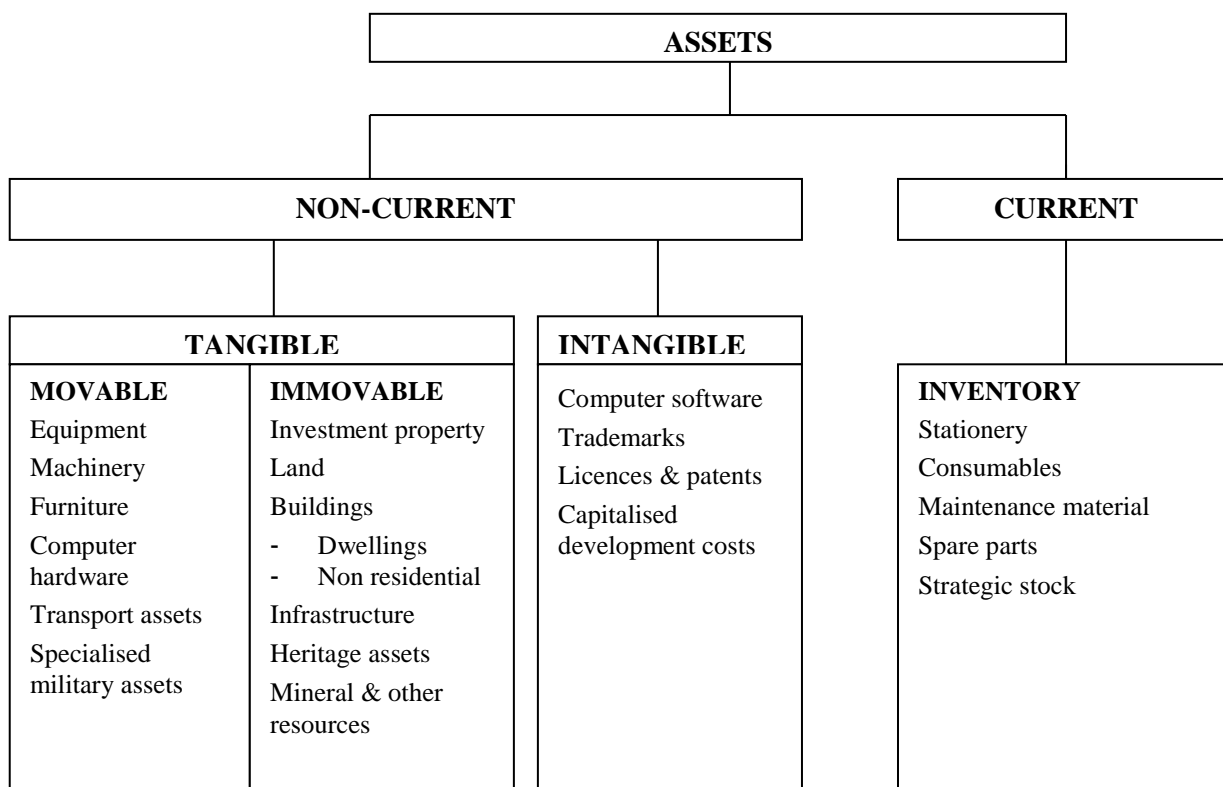 ASSETS
NON-CURRENT
CURRENT
TANGIBLE
MOVABLE
Equipment
Machinery
Furniture
Computer
hardware
Transport assets
Specialised
military assets
IMMOVABLE
Investment property
Land
Buildings
- Dwellings
- Non residential
Infrastructure
Heritage assets
Mineral & other
resources
INTANGIBLE
Computer software
Trademarks
Licences & patents
Capitalised
development costs
INVENTORY
Stationery
Consumables
Maintenance material
Spare parts
Strategic stock